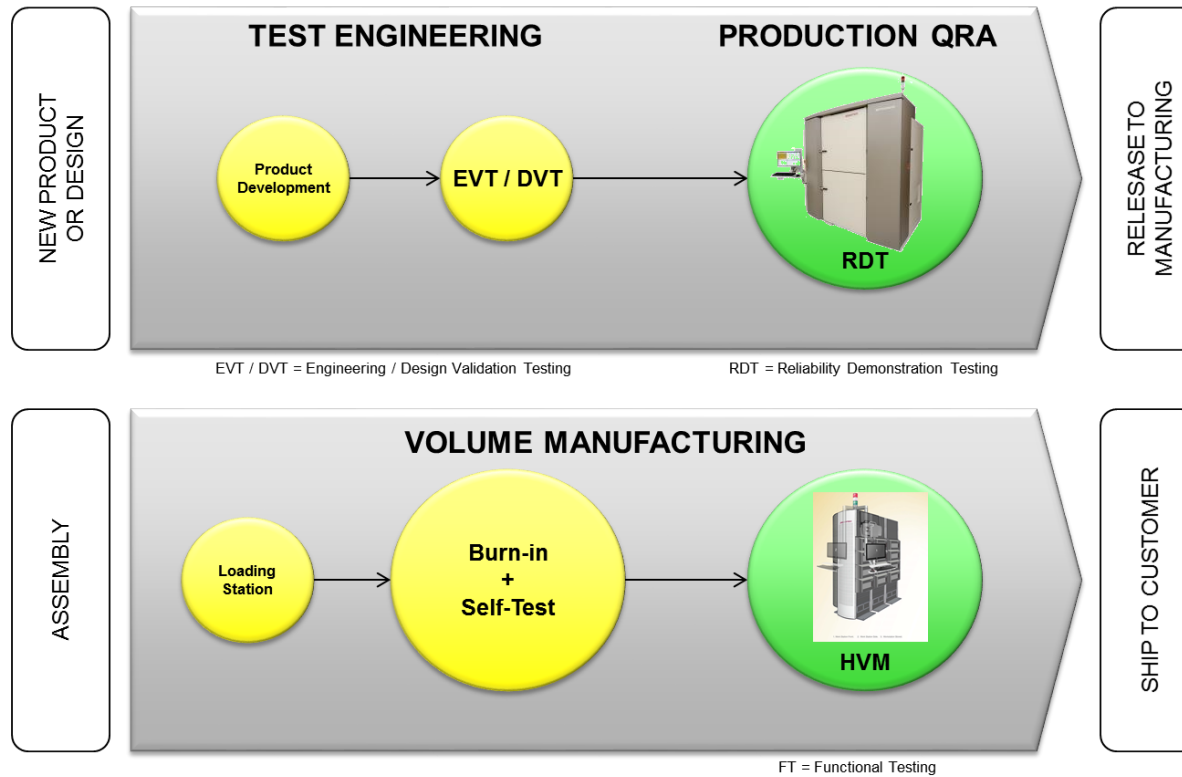 TEST ENGINEERING
PRODUCTION QRA
NEW PRODUCT
OR DESIGN
Product
Development
EVT / DVT
RDT
RELESASE TO
MANUFACTURING
EVT / DVT = Engineering / Design Validation Testing
RDT = Reliability Demonstration Testing
VOLUME MANUFACTURING
ASSEMBLY
Loading
Station
Burn-in
+
Self-Test
HVM
SHIP TO CUSTOMER
FT = Functional Testing